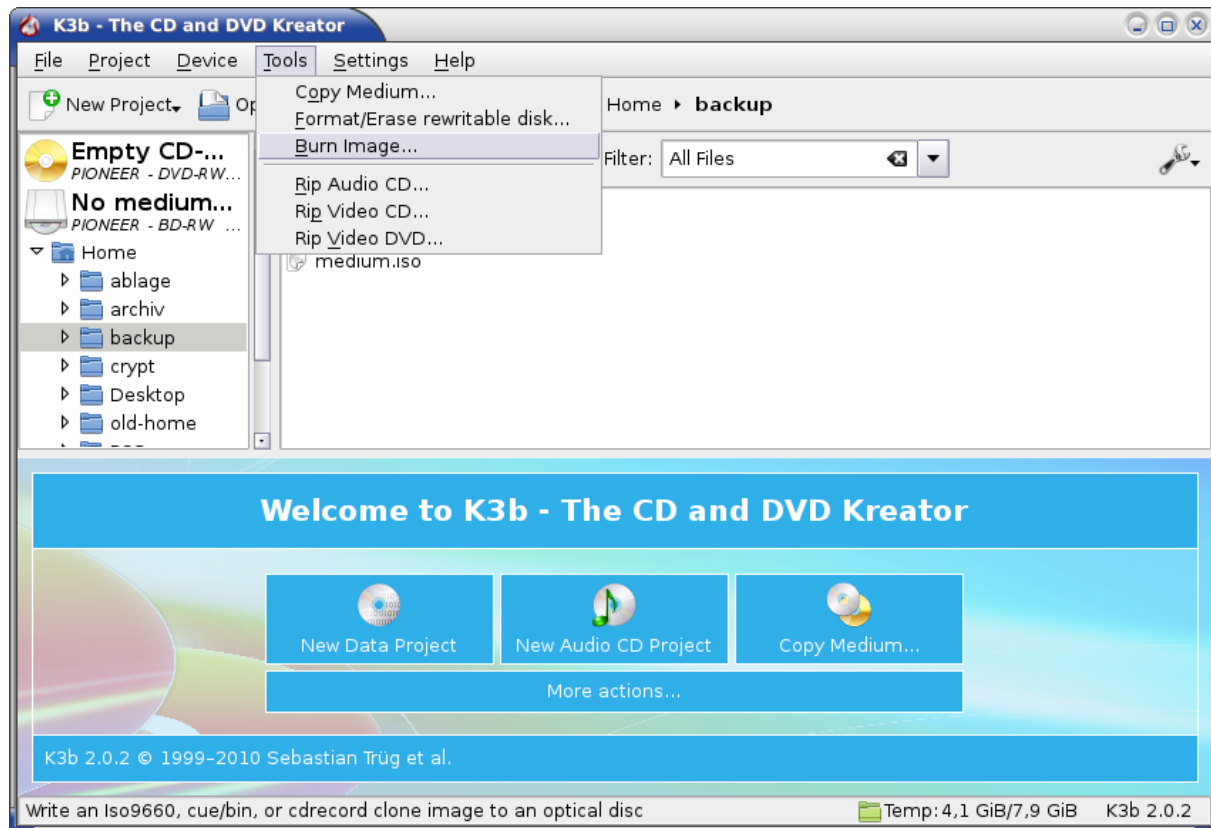 K3b - The CD and DVD Kreator
File Project Device Tools Settings Help
New Project
Home backup
Copy Medium...
Format/Erase rewritable disk...
Burn Image...
Rip Audio CD...
Rip Video CD...
Rip Video DVD...
Filter: All Files
Empty CD-...
PIONEER - DVD-RW...
No medium...
PIONEER - BD-RW ...
Home
ablage
archiv
backup
crypt
Desktop
old-home
medium.iso
Welcome to K3b - The CD and DVD Kreator
New Data Project
New Audio CD Project
Copy Medium...
More actions...
K3b 2.0.2 © 1999–2010 Sebastian Trüg et al.
Write an Iso9660, cue/bin, or cdrecord clone image to an optical disc
Temp: 4,1 GiB/7,9 GiB
K3b 2.0.2